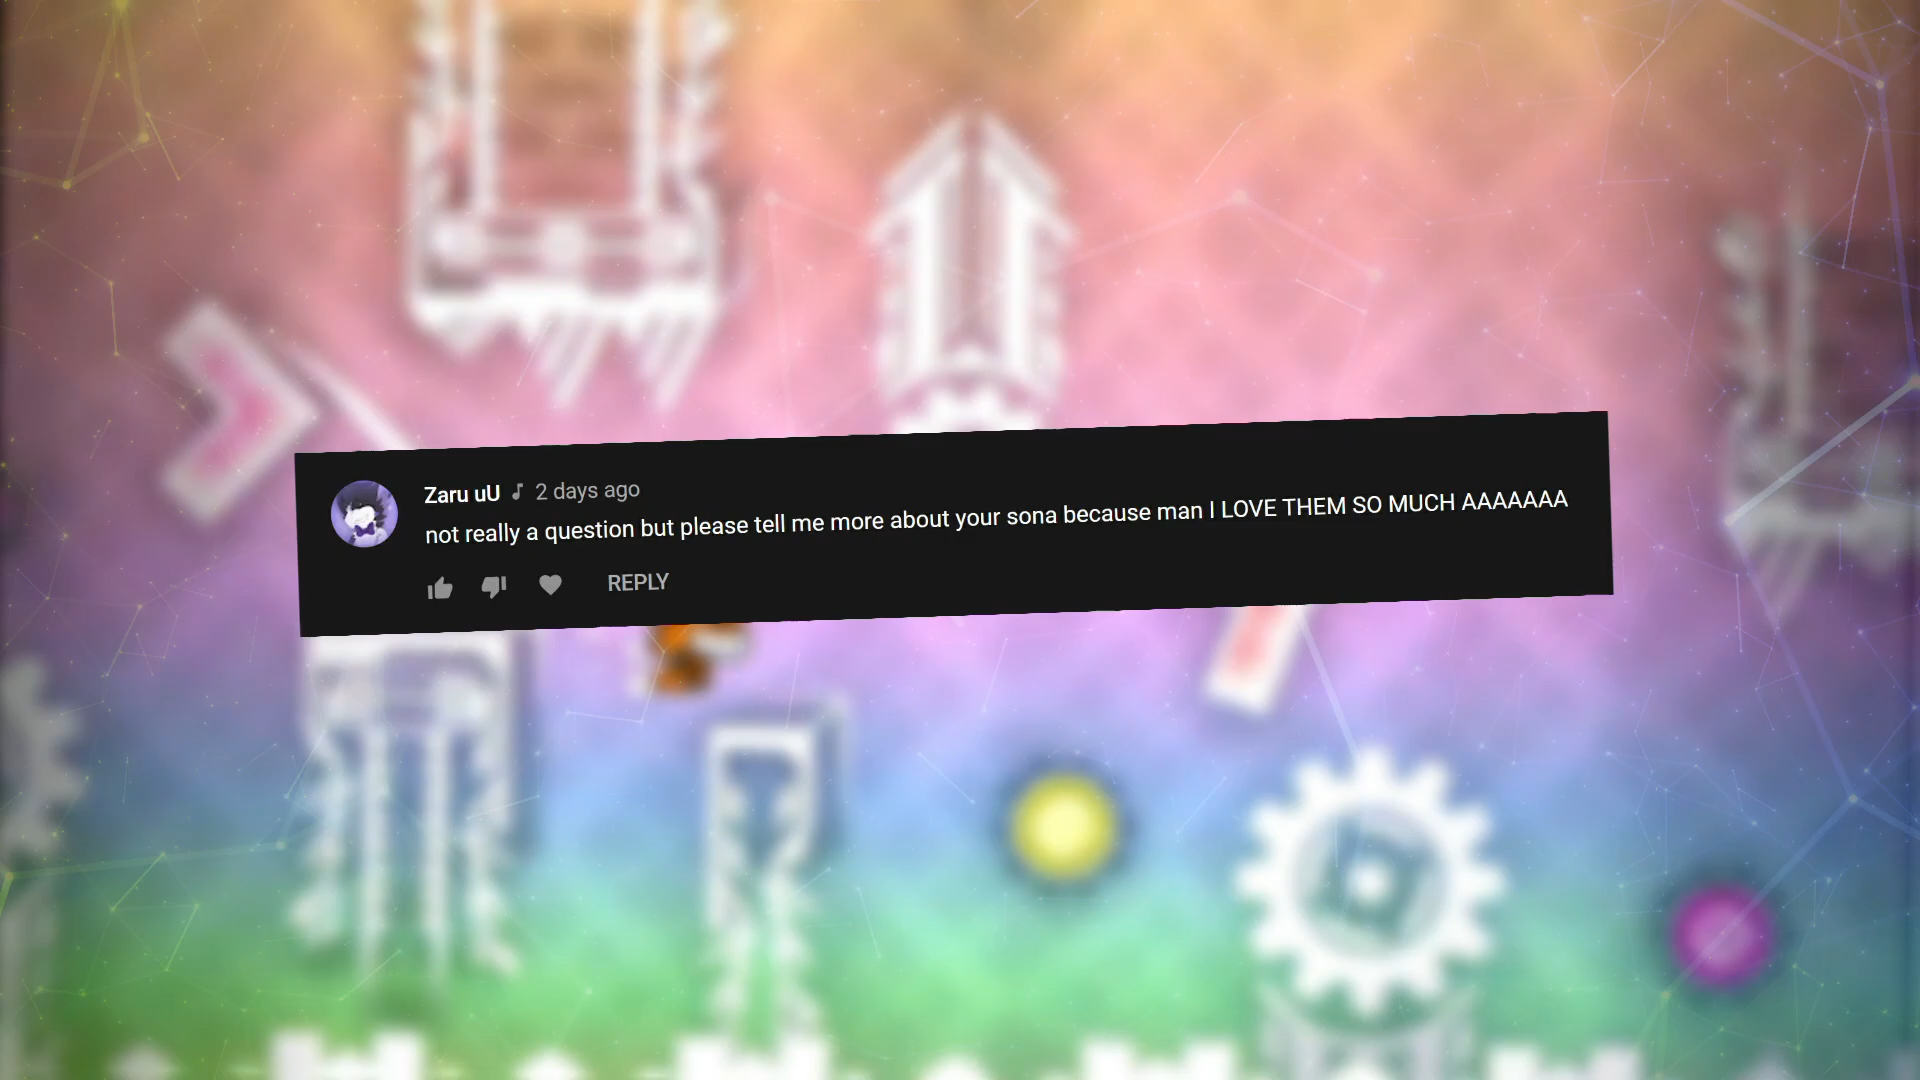 Zaru uU 2 days ago
not really a question but please tell me more about your sona because man I LOVE THEM SO MUCH AAAAAAA
REPLY